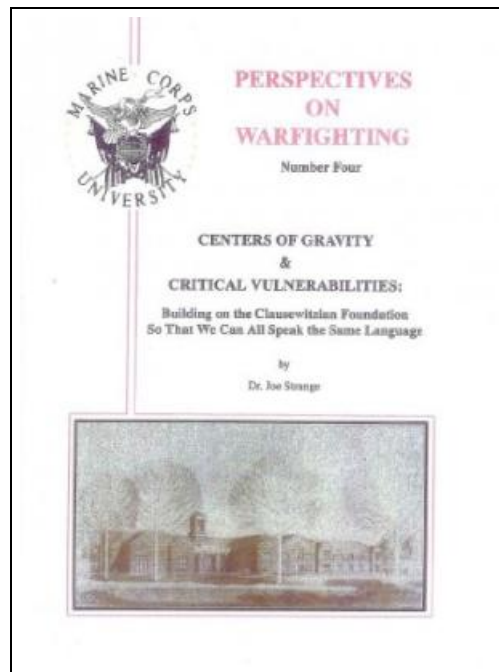 MARINE CORPS
UNIVERSITY
PERSPECTIVES
ON
WARFIGHTING
Number Four
CENTERS OF GRAVITY
&
CRITICAL VULNERABILITIES:
Building on the Clausewitzian Foundation
So That We Can All Speak the Same Language
by
Dr. Joe Strange